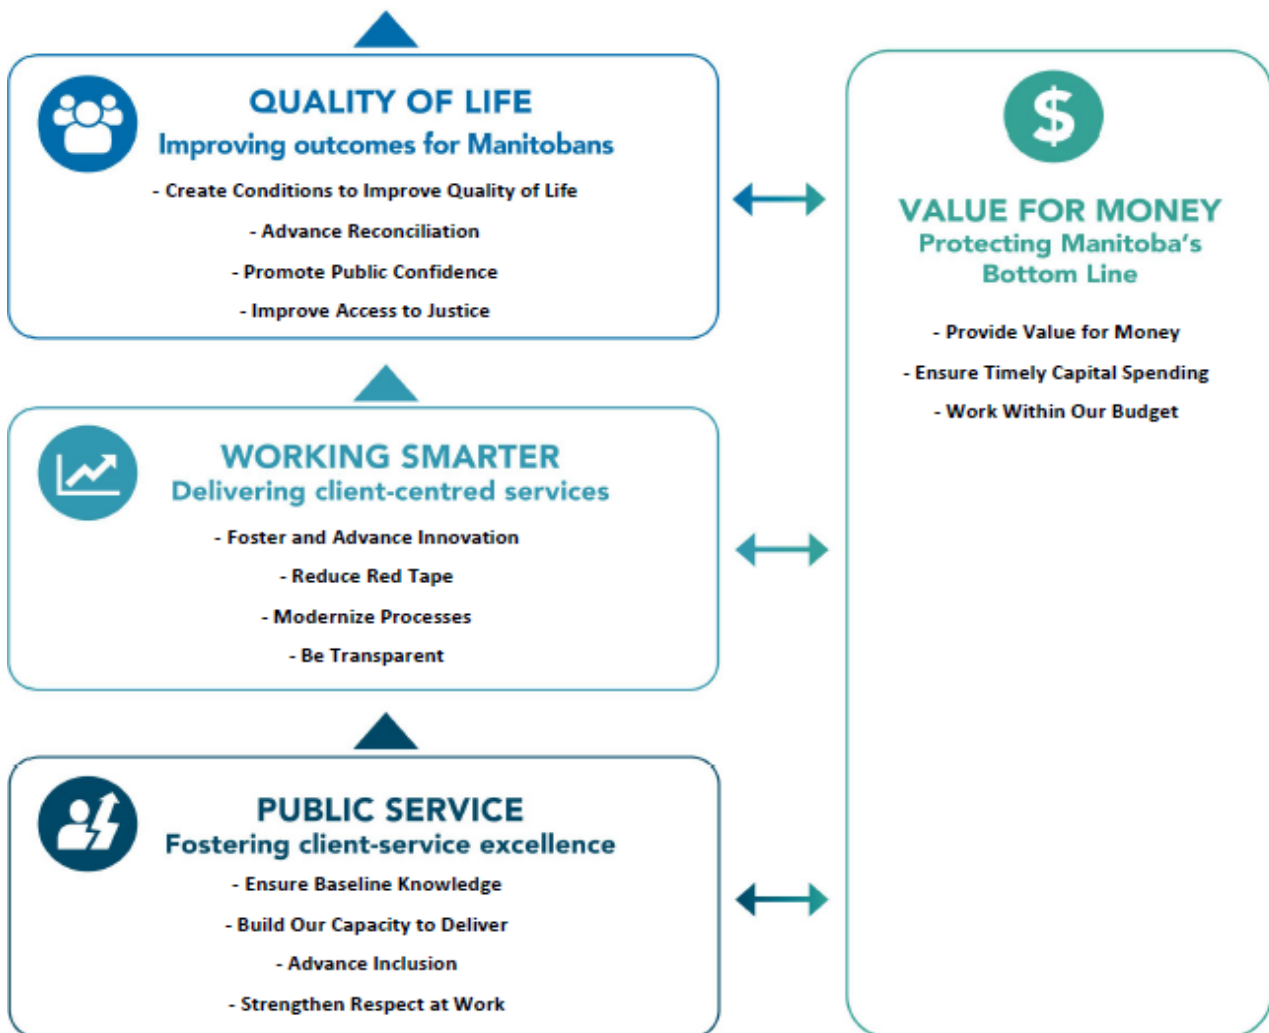 QUALITY OF LIFE
Improving outcomes for Manitobans
- Create Conditions to Improve Quality of Life
- Advance Reconciliation
- Promote Public Confidence
- Improve Access to Justice
WORKING SMARTER
Delivering client-centred services
- Foster and Advance Innovation
- Reduce Red Tape
- Modernize Processes
- Be Transparent
PUBLIC SERVICE
Fostering client-service excellence
- Ensure Baseline Knowledge
- Build Our Capacity to Deliver
- Advance Inclusion
- Strengthen Respect at Work
$
VALUE FOR MONEY
Protecting Manitoba's
Bottom Line
- Provide Value for Money
- Ensure Timely Capital Spending
- Work Within Our Budget